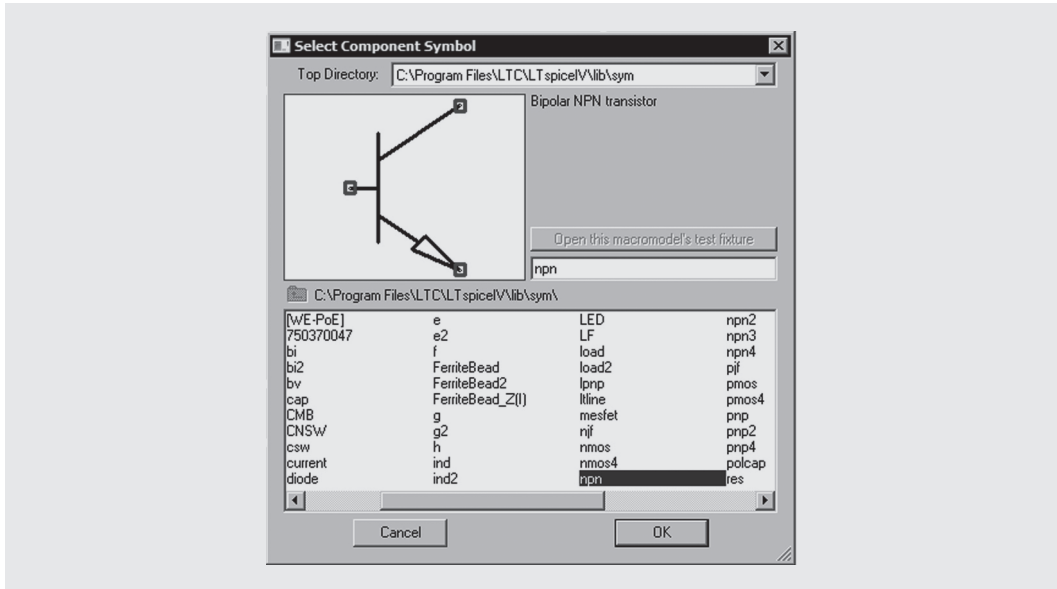 Select Component Symbol
Top Directory: C:\Program Files\LTC\LTspiceIV\lib\sym
Bipolar NPN transistor
Open this macromodel's test fixture
npn
C:\Program Files\LTC\LTspiceIV\lib\sym\
[WE-PoE] e LED npn2
750370047 e2 LF npn3
bi f load npn4
bi2 FerriteBead load2 pjf
bv FerriteBead2 lpnp pmos
cap FerriteBead_Z(I) ltline pmos4
CMB g mesfet pnp
CNSW g2 njf pnp2
csw h nmos pnp4
current ind nmos4 polcap
diode ind2 npn res
Cancel OK